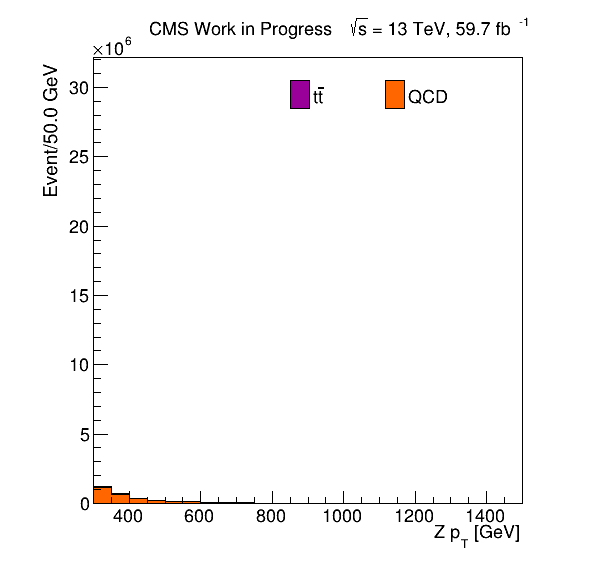 CMS Work in Progress √s = 13 TeV, 59.7 fb⁻¹
×10⁶
Event/50.0 GeV
tt̄
QCD
30
25
20
15
10
5
0
400 600 800 1000 1200 1400
Z p_T [GeV]